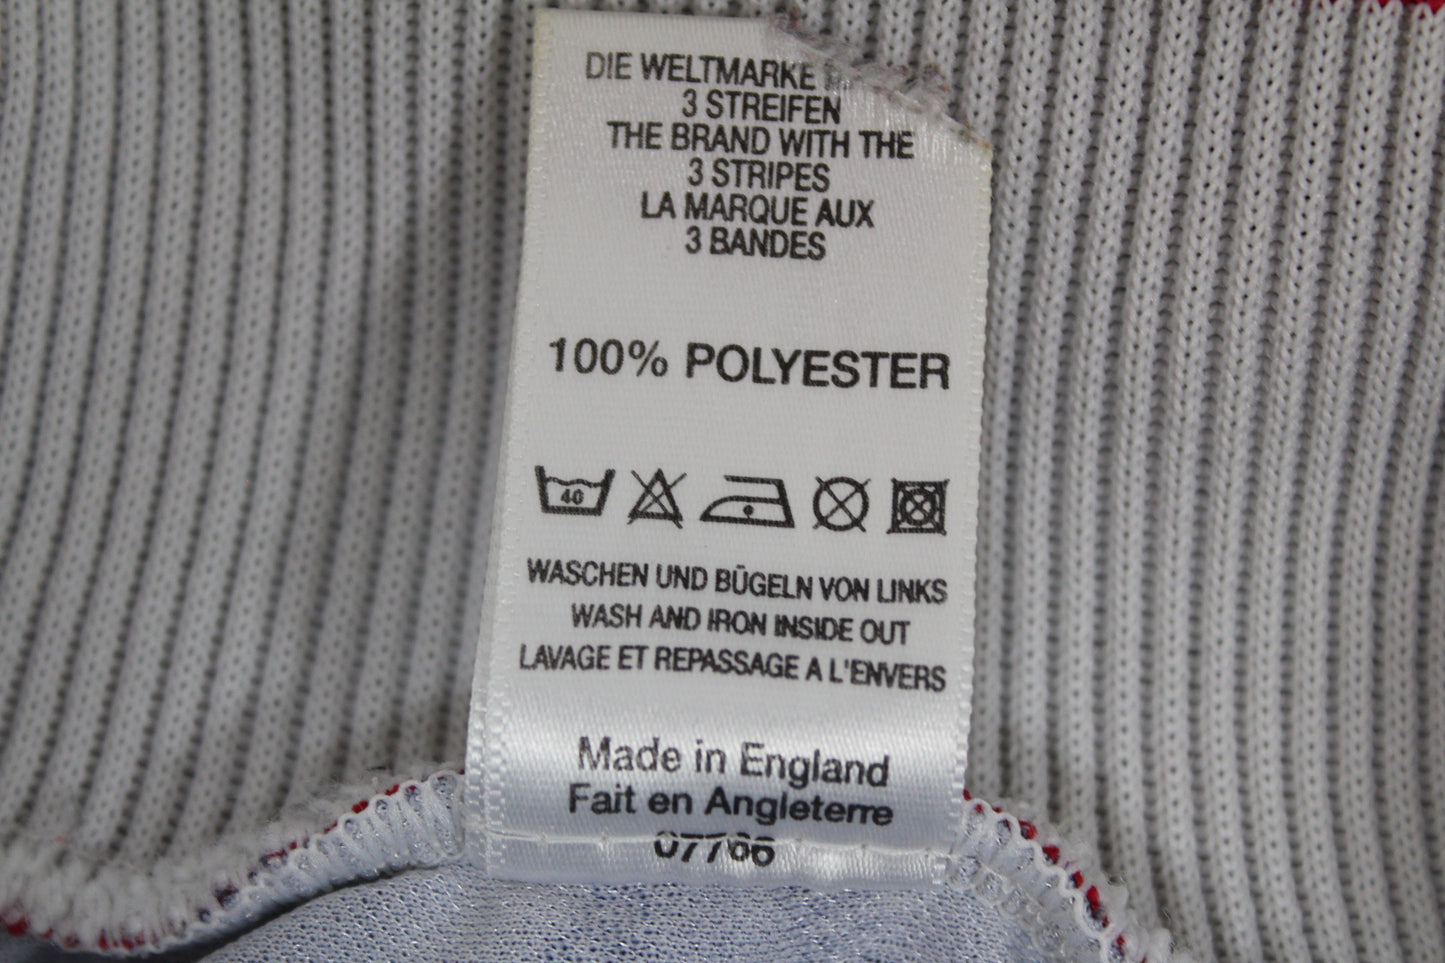 DIE WELTMARKE
3 STREIFEN
THE BRAND WITH THE
3 STRIPES
LA MARQUE AUX
3 BANDES
100% POLYESTER
40
WASCHEN UND BÜGELN VON LINKS
WASH AND IRON INSIDE OUT
LAVAGE ET REPASSAGE A L'ENVERS
Made in England
Fait en Angleterre
07766